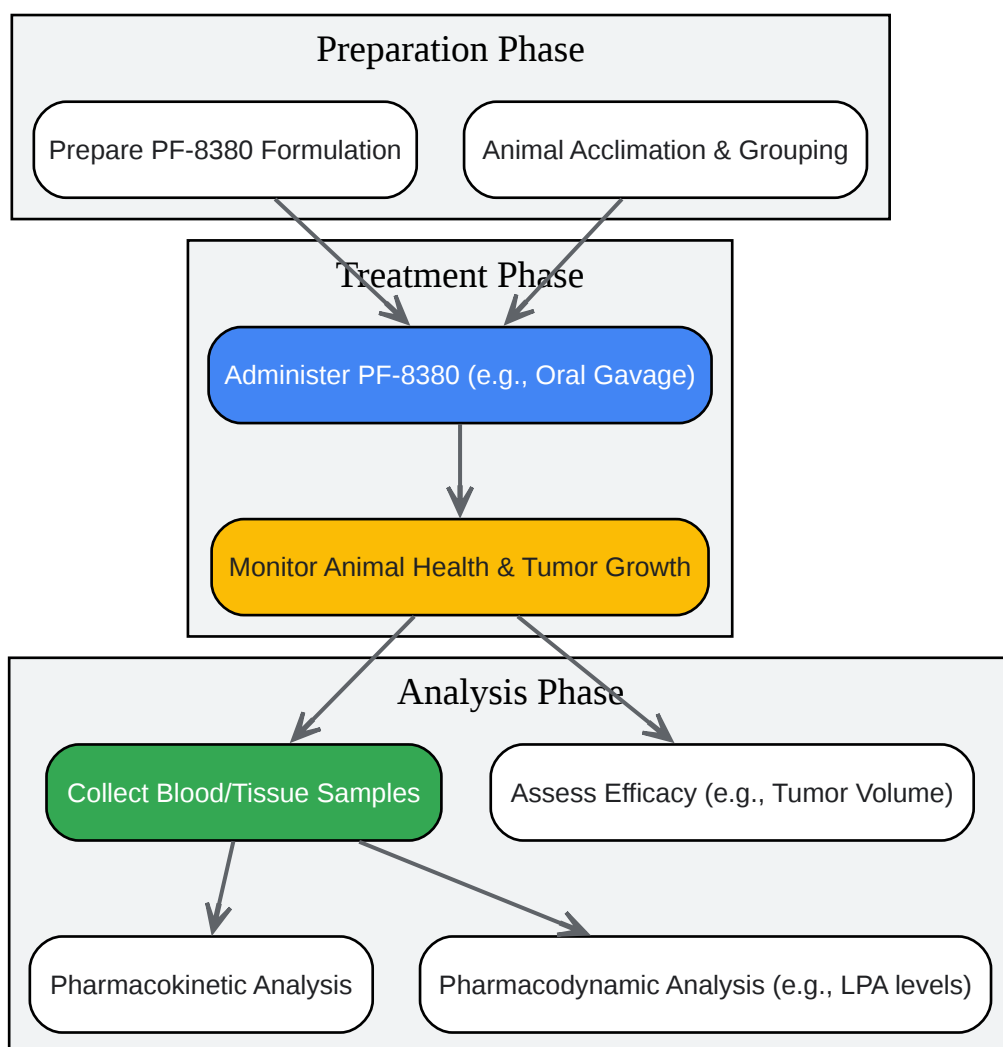 Preparation Phase
Prepare PF-8380 Formulation
Animal Acclimation & Grouping
Treatment Phase
Administer PF-8380 (e.g., Oral Gavage)
Monitor Animal Health & Tumor Growth
Analysis Phase
Collect Blood/Tissue Samples
Assess Efficacy (e.g., Tumor Volume)
Pharmacokinetic Analysis
Pharmacodynamic Analysis (e.g., LPA levels)